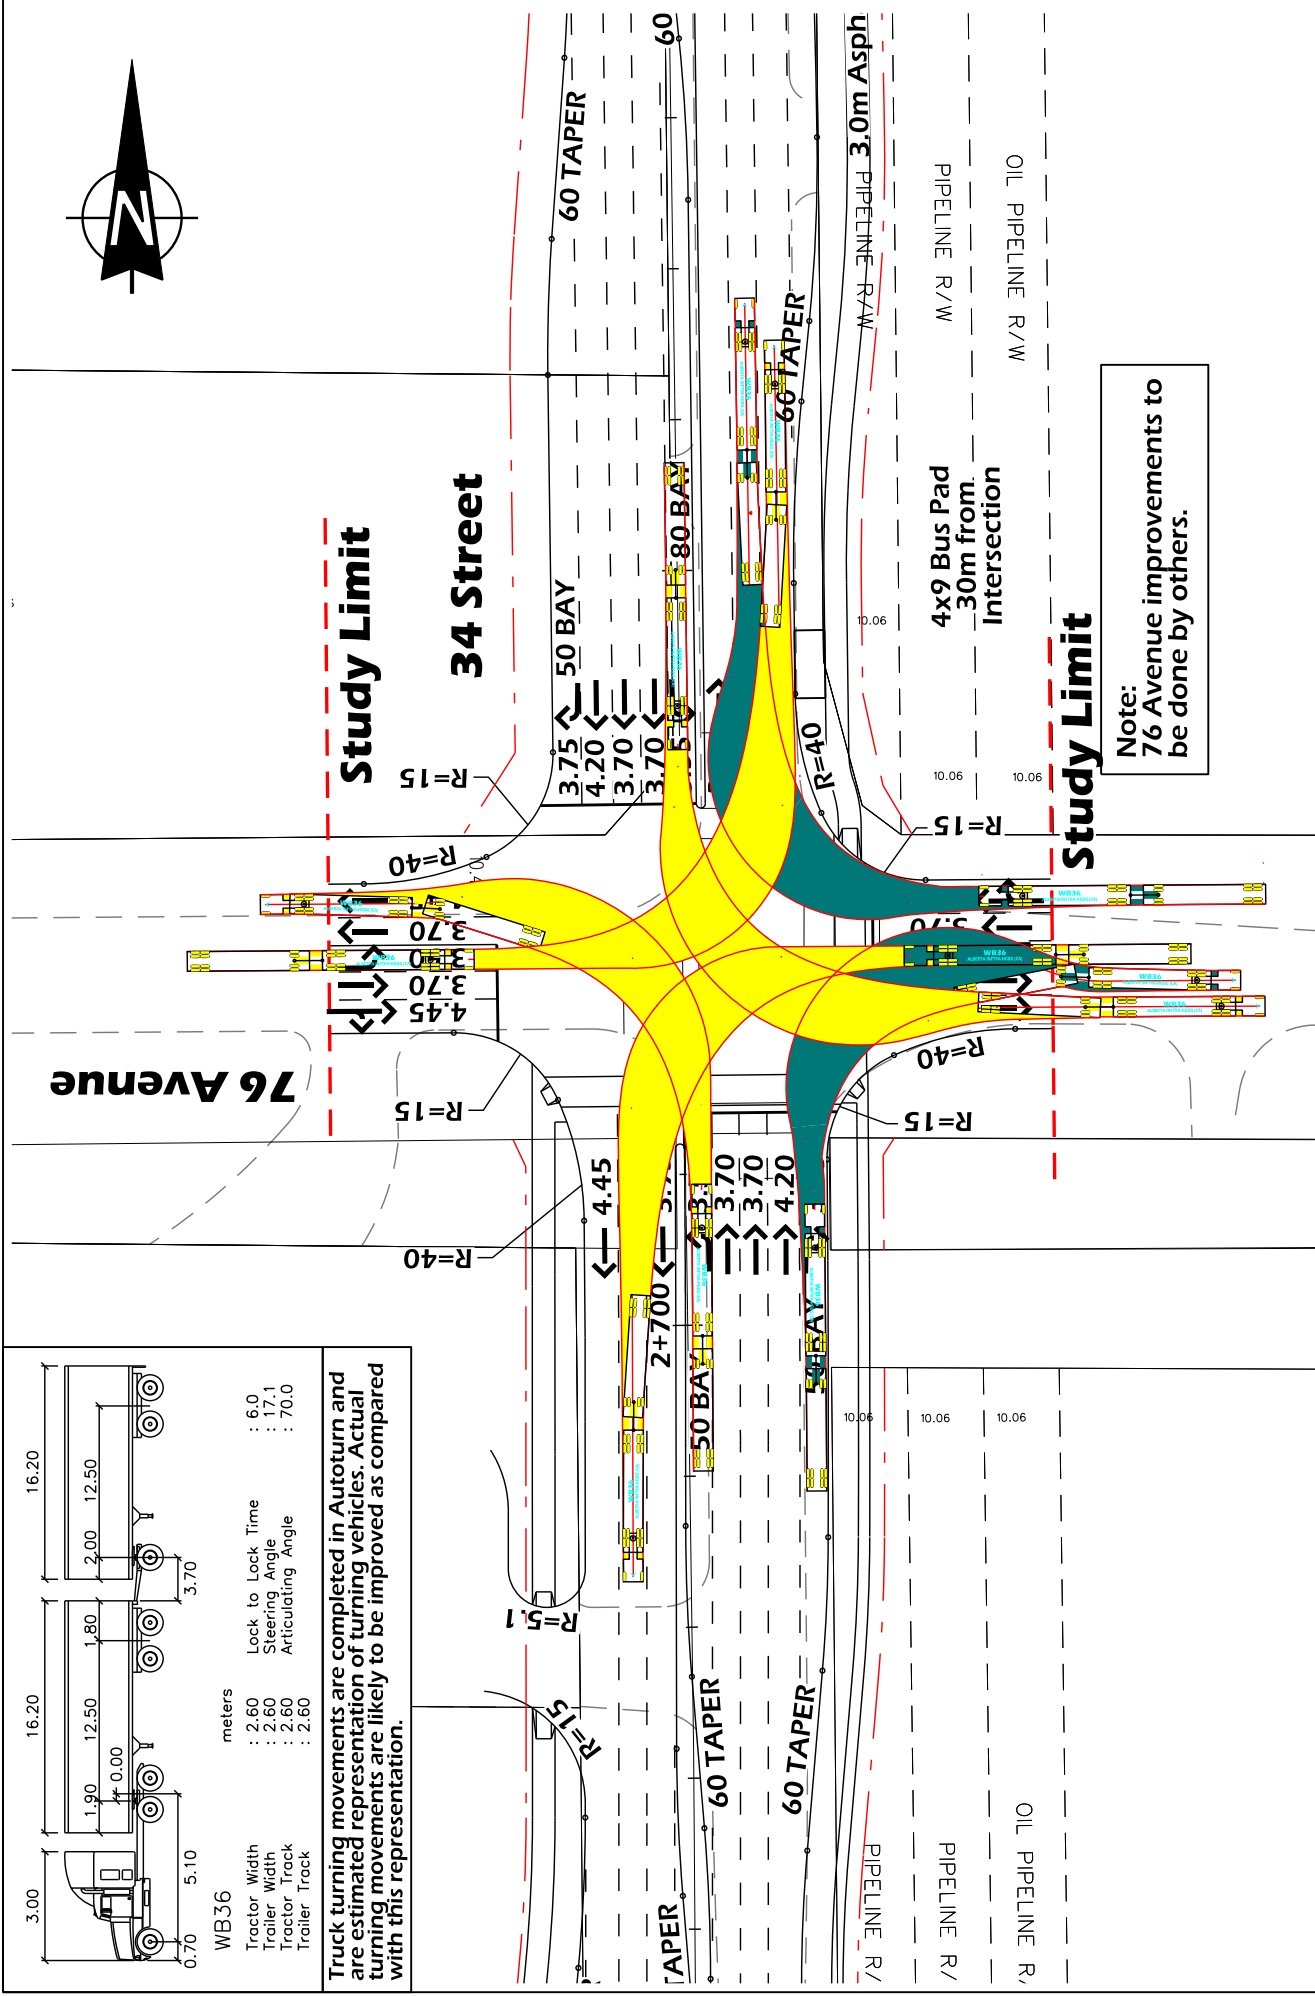 N
60 TAPER
60
3.0m Asph
PIPELINE R/W
PIPELINE R/W
OIL PIPELINE R/W
60 TAPER
Study Limit
34 Street
50 BAY
80 BAY
3.75
4.20
3.70
3.70
R=15
R=40
R=40
R=15
10.06
10.06
10.06
4x9 Bus Pad
30m from
Intersection
Study Limit
Note:
76 Avenue improvements to
be done by others.
3.70
3.70
4.45
3.70
WB36
WB36
WB36
WB36
WB36
WB36
76 Avenue
R=15
R=40
R=40
R=15
4.45
3.70
3.70
4.20
2+700
50 BAY
10.06
10.06
10.06
R=5.1
R=15
60 TAPER
60 TAPER
TAPER
PIPELINE R/
PIPELINE R/
OIL PIPELINE R/
3.00
16.20
16.20
0.70
5.10
1.90
0.00
12.50
1.80
3.70
2.00
12.50
WB36
meters
Tractor Width : 2.60
Trailer Width : 2.60
Tractor Track : 2.60
Trailer Track : 2.60
Lock to Lock Time : 6.0
Steering Angle : 17.1
Articulating Angle : 70.0
Truck turning movements are completed in Autoturn and
are estimated representation of turning vehicles. Actual
turning movements are likely to be improved as compared
with this representation.